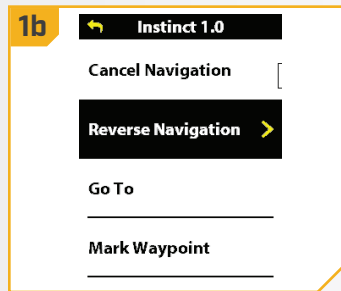 1b
Instinct 1.0
Cancel Navigation
Reverse Navigation
Go To
Mark Waypoint